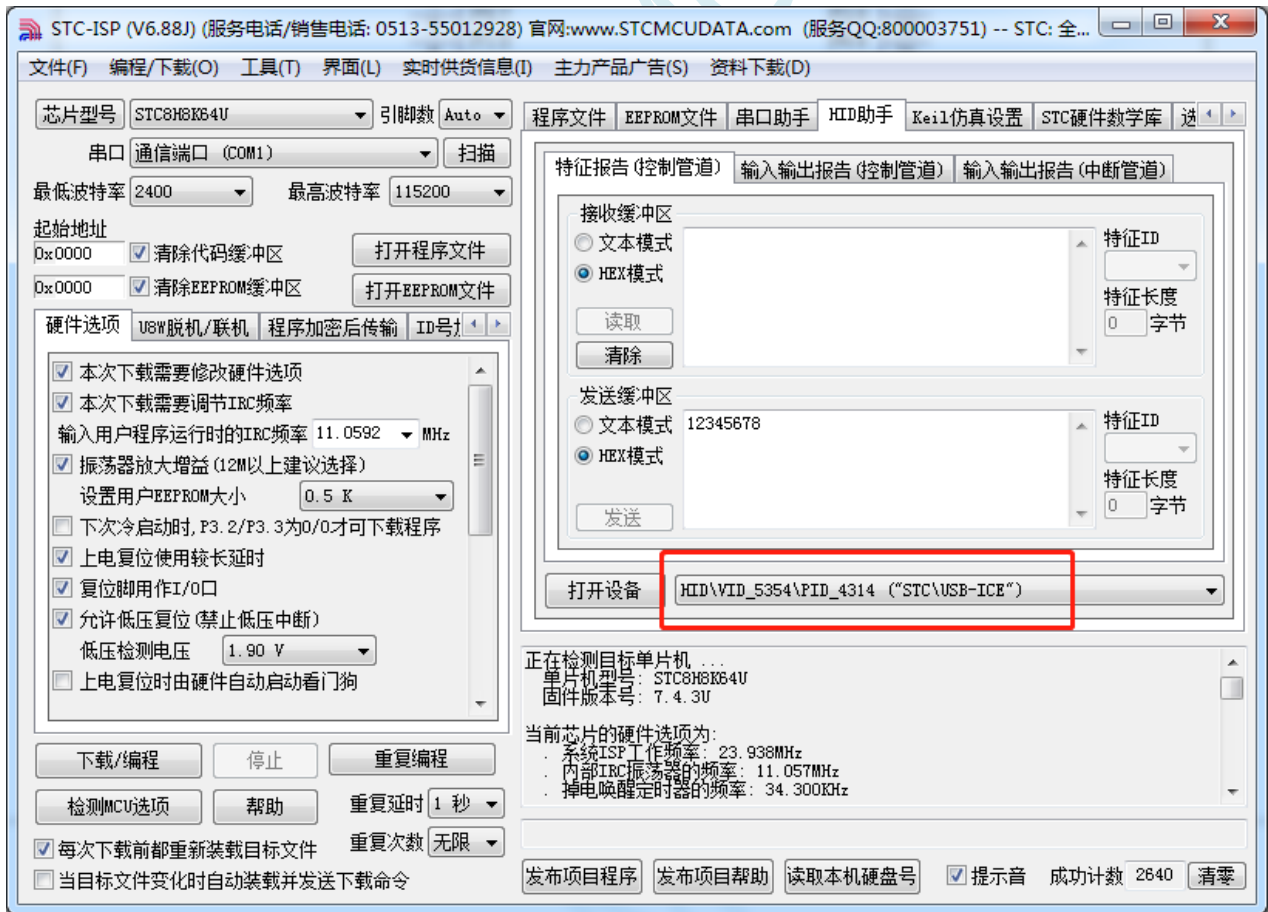 STC-ISP (V6.88J) (服务电话/销售电话: 0513-55012928) 官网:www.STCMCUDATA.com (服务QQ:800003751) -- STC: 全...
文件(F) 编程/下载(O) 工具(T) 界面(L) 实时供货信息(I) 主力产品广告(S) 资料下载(D)
芯片型号 STC8H8K64U 引脚数 Auto
串口 通信端口 (COM1) 扫描
最低波特率 2400 最高波特率 115200
起始地址
0x0000 清除代码缓冲区 打开程序文件
0x0000 清除EEPROM缓冲区 打开EEPROM文件
硬件选项 U8W脱机/联机 程序加密后传输
本次下载需要修改硬件选项
本次下载需要调节IRC频率
输入用户程序运行时的IRC频率 11.0592 MHz
振荡器放大增益(12M以上建议选择)
设置用户EEPROM大小 0.5 K
下次冷启动时,P3.2/P3.3为0/0才可下载程序
上电复位使用较长延时
复位脚用作I/O口
允许低压复位(禁止低压中断)
低压检测电压 1.90 V
上电复位时由硬件自动启动看门狗
下载/编程 停止 重复编程
检测MCU选项 帮助 重复延时 1 秒
每次下载前都重新装载目标文件 重复次数 无限
当目标文件变化时自动装载并发送下载命令
程序文件 EEPROM文件 串口助手 HID助手 Keil仿真设置 STC硬件数学库 选
特征报告(控制管道) 输入输出报告(控制管道) 输入输出报告(中断管道)
接收缓冲区
文本模式 特征ID
HEX模式
特征长度
读取 0 字节
清除
发送缓冲区
文本模式 12345678 特征ID
HEX模式
特征长度
发送 0 字节
打开设备 HID\VID_5354\PID_4314 ("STC\USB-ICE")
正在检测目标单片机 ...
单片机型号: STC8H8K64U
固件版本号: 7.4.3U
当前芯片的硬件选项为:
. 系统ISP工作频率: 23.938MHz
. 内部IRC振荡器的频率: 11.057MHz
. 掉电唤醒定时器的频率: 34.300KHz
发布项目程序 发布项目帮助 读取本机硬盘号 提示音 成功计数 2640 清零